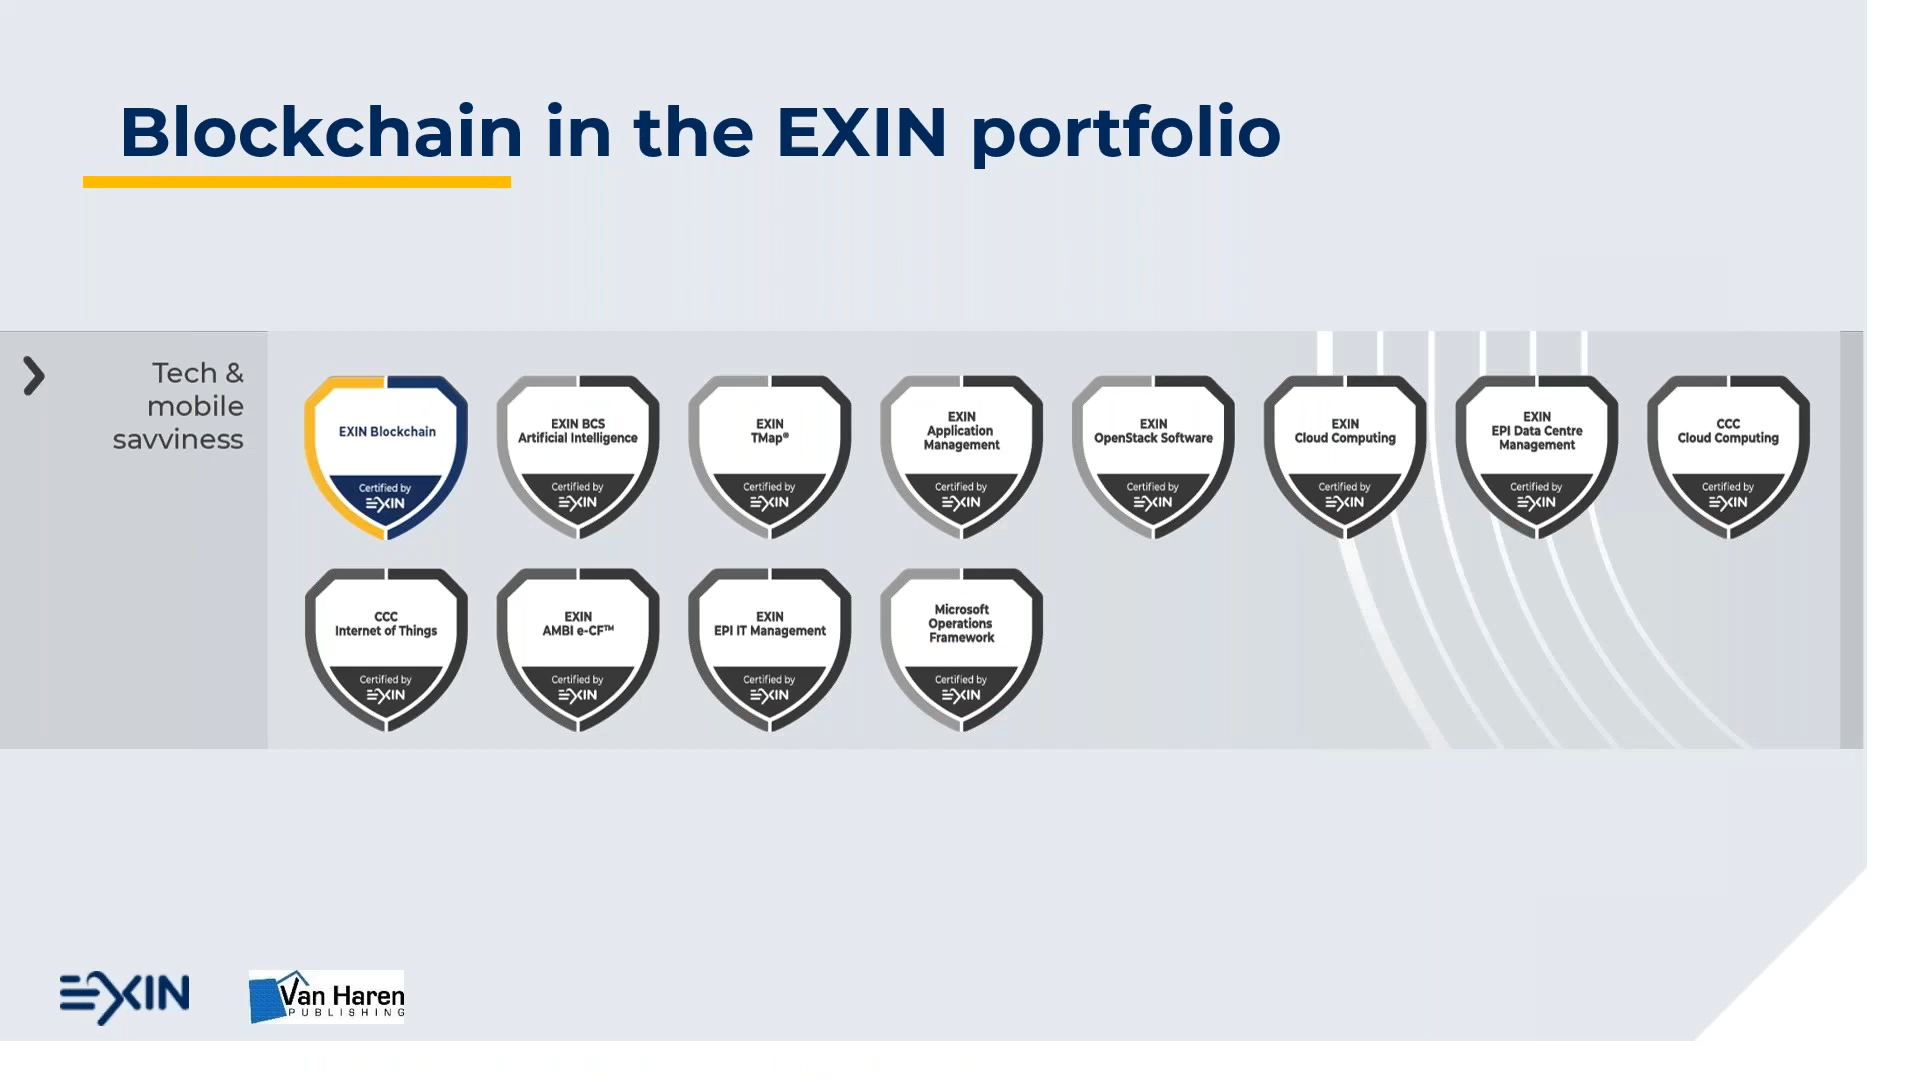 Blockchain in the EXIN portfolio
Tech &
mobile
savviness
EXIN Blockchain
Certified by
EXIN
EXIN BCS
Artificial Intelligence
Certified by
EXIN
EXIN
TMap®
Certified by
EXIN
EXIN
Application
Management
Certified by
EXIN
EXIN
OpenStack Software
Certified by
EXIN
EXIN
Cloud Computing
Certified by
EXIN
EXIN
EPI Data Centre
Management
Certified by
EXIN
CCC
Cloud Computing
Certified by
EXIN
CCC
Internet of Things
Certified by
EXIN
EXIN
AMBI e-CF™
Certified by
EXIN
EXIN
EPI IT Management
Certified by
EXIN
Microsoft
Operations
Framework
Certified by
EXIN
EXIN
Van Haren
PUBLISHING